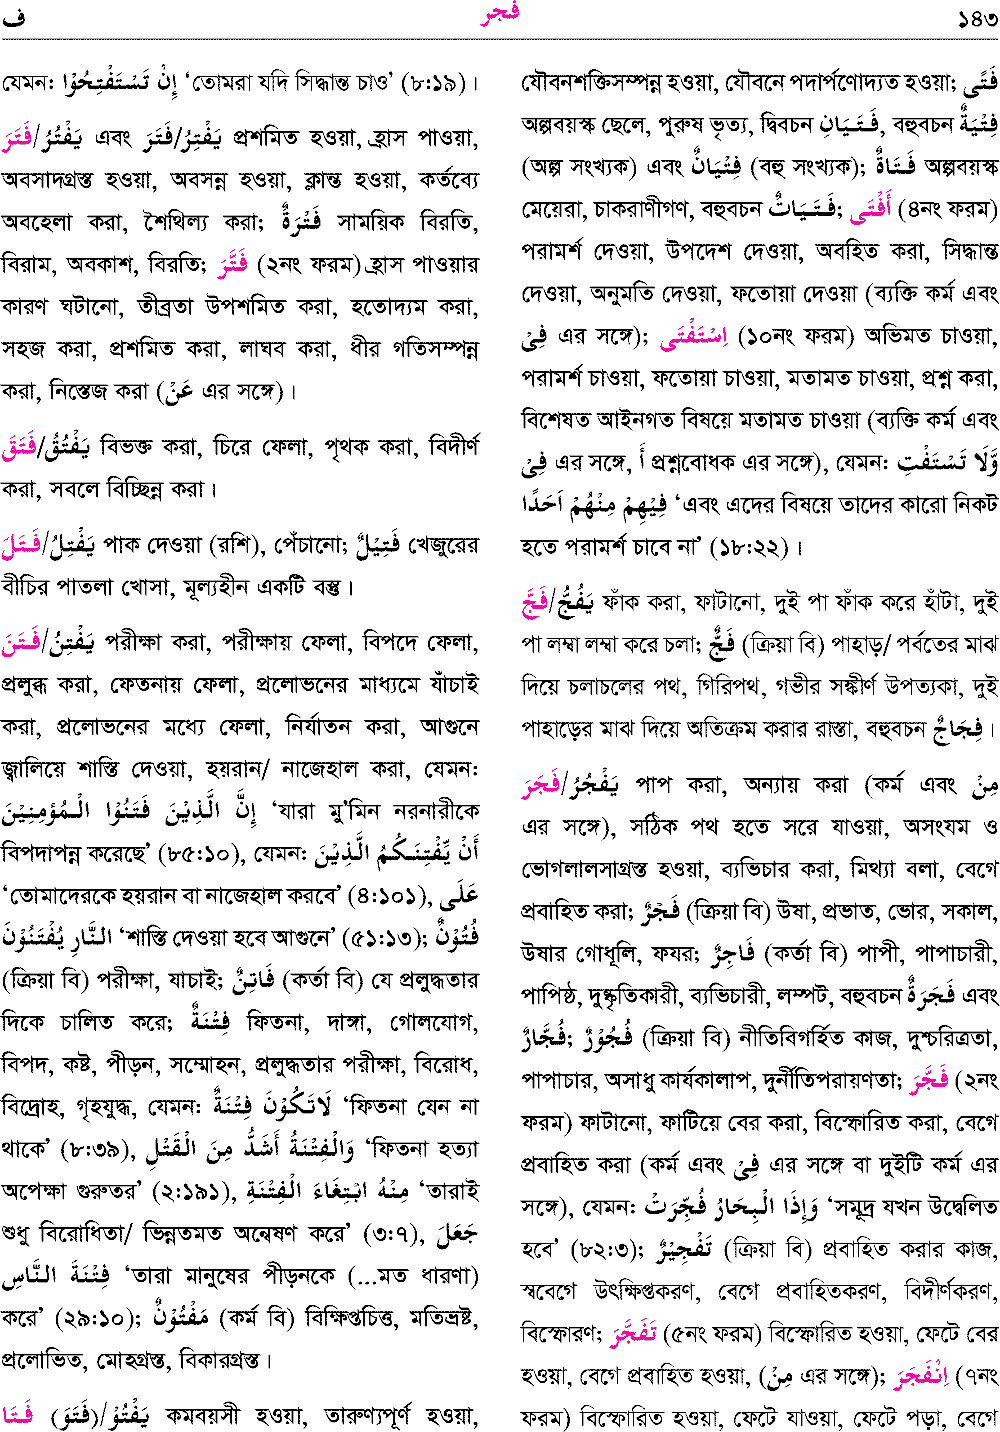 ف فجر ১৪৩
যেমন: اِنْ تَسْتَفْتِحُوْا ‘তোমরা যদি সিদ্ধান্ত চাও’ (৮:১৯)।
فَتَرَ/يَفْتُرُ এবং فَتَرَ/يَفْتِرُ প্রশমিত হওয়া, হ্রাস পাওয়া,
অবসাদগ্রস্ত হওয়া, অবসন্ন হওয়া, ক্লান্ত হওয়া, কর্তব্যে
অবহেলা করা, শৈথিল্য করা; فَتْرَةٌ সাময়িক বিরতি,
বিরাম, অবকাশ, বিরতি; فَتَّرَ (২নং ফরম) হ্রাস পাওয়ার
কারণ ঘটানো, তীব্রতা উপশমিত করা, হতোদ্যম করা,
সহজ করা, প্রশমিত করা, লাঘব করা, ধীর গতিসম্পন্ন
করা, নিস্তেজ করা (عَنْ এর সঙ্গে)।
فَتَقَ/يَفْتُقُ বিভক্ত করা, চিরে ফেলা, পৃথক করা, বিদীর্ণ
করা, সবলে বিচ্ছিন্ন করা।
فَتَلَ/يَفْتِلُ পাক দেওয়া (রশি), পেঁচানো; فَتِيْلٌ খেজুরের
বীচির পাতলা খোসা, মূল্যহীন একটি বস্তু।
فَتَنَ/يَفْتِنُ পরীক্ষা করা, পরীক্ষায় ফেলা, বিপদে ফেলা,
প্রলুব্ধ করা, ফেতনায় ফেলা, প্রলোভনের মাধ্যমে যাঁচাই
করা, প্রলোভনের মধ্যে ফেলা, নির্যাতন করা, আগুনে
জ্বালিয়ে শাস্তি দেওয়া, হয়রান/ নাজেহাল করা, যেমন:
اِنَّ الَّذِيْنَ فَتَنُوْا الْمُؤْمِنِيْنَ ‘যারা মু’মিন নরনারীকে
বিপদাপন্ন করেছে’ (৮৫:১০), যেমন: أَنْ يَّفْتِنَكُمُ الَّذِيْنَ
‘তোমাদেরকে হয়রান বা নাজেহাল করবে’ (৪:১০১), عَلَى
النَّارِ يُفْتَنُوْنَ ‘শাস্তি দেওয়া হবে আগুনে’ (৫১:১৩); فُتُوْنٌ
(ক্রিয়া বি) পরীক্ষা, যাচাই; فَاتِنٌ (কর্তা বি) যে প্রলুদ্ধতার
দিকে চালিত করে; فِتْنَةٌ ফিতনা, দাঙ্গা, গোলযোগ,
বিপদ, কষ্ট, পীড়ন, সম্মোহন, প্রলুদ্ধতার পরীক্ষা, বিরোধ,
বিদ্রোহ, গৃহযুদ্ধ, যেমন: لَاتَكُوْنَ فِتْنَةٌ ‘ফিতনা যেন না
থাকে’ (৮:৩৯), وَالْفِتْنَةُ أَشَدُّ مِنَ الْقَتْلِ ‘ফিতনা হত্যা
অপেক্ষা গুরুতর’ (২:১৯১), مِنْهُ ابْتِغَاءَ الْفِتْنَةِ ‘তারাই
শুধু বিরোধিতা/ ভিন্নতমত অন্বেষণ করে’ (৩:৭), جَعَلَ
فِتْنَةَ النَّاسِ ‘তারা মানুষের পীড়নকে (...মত ধারণা)
করে’ (২৯:১০); مَفْتُوْنٌ (কর্ম বি) বিক্ষিপ্তচিত্ত, মতিভ্রষ্ট,
প্রলোভিত, মোহগ্রস্ত, বিকারগ্রস্ত।
فَتَا (فَتَوَ)/يَفْتُوْ কমবয়সী হওয়া, তারুণ্যপূর্ণ হওয়া,
যৌবনশক্তিসম্পন্ন হওয়া, যৌবনে পদার্পণোদ্যত হওয়া; فَتًى
অল্পবয়স্ক ছেলে, পুরুষ ভৃত্য, দ্বিবচন فَتَيَانِ, বহুবচন فِتْيَةٌ
(অল্প সংখ্যক) এবং فِتْيَانٌ (বহু সংখ্যক); فَتَاةٌ অল্পবয়স্ক
মেয়েরা, চাকরাণীগণ, বহুবচন فَتَيَاتٌ; أَفْتَى (৪নং ফরম)
পরামর্শ দেওয়া, উপদেশ দেওয়া, অবহিত করা, সিদ্ধান্ত
দেওয়া, অনুমতি দেওয়া, ফতোয়া দেওয়া (ব্যক্তি কর্ম এবং
فِىْ এর সঙ্গে); اِسْتَفْتَى (১০নং ফরম) অভিমত চাওয়া,
পরামর্শ চাওয়া, ফতোয়া চাওয়া, মতামত চাওয়া, প্রশ্ন করা,
বিশেষত আইনগত বিষয়ে মতামত চাওয়া (ব্যক্তি কর্ম এবং
فِىْ এর সঙ্গে, أَ প্রশ্নবোধক এর সঙ্গে), যেমন: وَّلَا تَسْتَفْتِ
فِيْهِمْ مِنْهُمْ اَحَدًا ‘এবং এদের বিষয়ে তাদের কারো নিকট
হতে পরামর্শ চাবে না’ (১৮:২২)।
فَجَّ/يَفُجُّ ফাঁক করা, ফাটানো, দুই পা ফাঁক করে হাঁটা, দুই
পা লম্বা লম্বা করে চলা; فَجٌّ (ক্রিয়া বি) পাহাড়/ পর্বতের মাঝ
দিয়ে চলাচলের পথ, গিরিপথ, গভীর সঙ্কীর্ণ উপত্যকা, দুই
পাহাড়ের মাঝ দিয়ে অতিক্রম করার রাস্তা, বহুবচন فِجَاجٌ।
فَجَرَ/يَفْجُرُ পাপ করা, অন্যায় করা (কর্ম এবং مِنْ
এর সঙ্গে), সঠিক পথ হতে সরে যাওয়া, অসংযম ও
ভোগলালসাগ্রস্ত হওয়া, ব্যভিচার করা, মিথ্যা বলা, বেগে
প্রবাহিত করা; فَجْرٌ (ক্রিয়া বি) উষা, প্রভাত, ভোর, সকাল,
উষার গোধূলি, ফযর; فَاجِرٌ (কর্তা বি) পাপী, পাপাচারী,
পাপিষ্ঠ, দুষ্কৃতিকারী, ব্যভিচারী, লম্পট, বহুবচন فَجَرَةٌ এবং
فُجَّارٌ; فُجُوْرٌ (ক্রিয়া বি) নীতিবিগর্হিত কাজ, দুশ্চরিত্রতা,
পাপাচার, অসাধু কার্যকালাপ, দুর্নীতিপরায়ণতা; فَجَّرَ (২নং
ফরম) ফাটানো, ফাটিয়ে বের করা, বিস্ফোরিত করা, বেগে
প্রবাহিত করা (কর্ম এবং فِىْ এর সঙ্গে বা দুইটি কর্ম এর
সঙ্গে), যেমন: وَإِذَا الْبِحَارُ فُجِّرَتْ ‘সমুদ্র যখন উদ্বেলিত
হবে’ (৮২:৩); تَفْجِيْرٌ (ক্রিয়া বি) প্রবাহিত করার কাজ,
স্ববেগে উৎক্ষিপ্তকরণ, বেগে প্রবাহিতকরণ, বিদীর্ণকরণ,
বিস্ফোরণ; تَفَجَّرَ (৫নং ফরম) বিস্ফোরিত হওয়া, ফেটে বের
হওয়া, বেগে প্রবাহিত হওয়া, (مِنْ এর সঙ্গে); اِنْفَجَرَ (৭নং
ফরম) বিস্ফোরিত হওয়া, ফেটে যাওয়া, ফেটে পড়া, বেগে